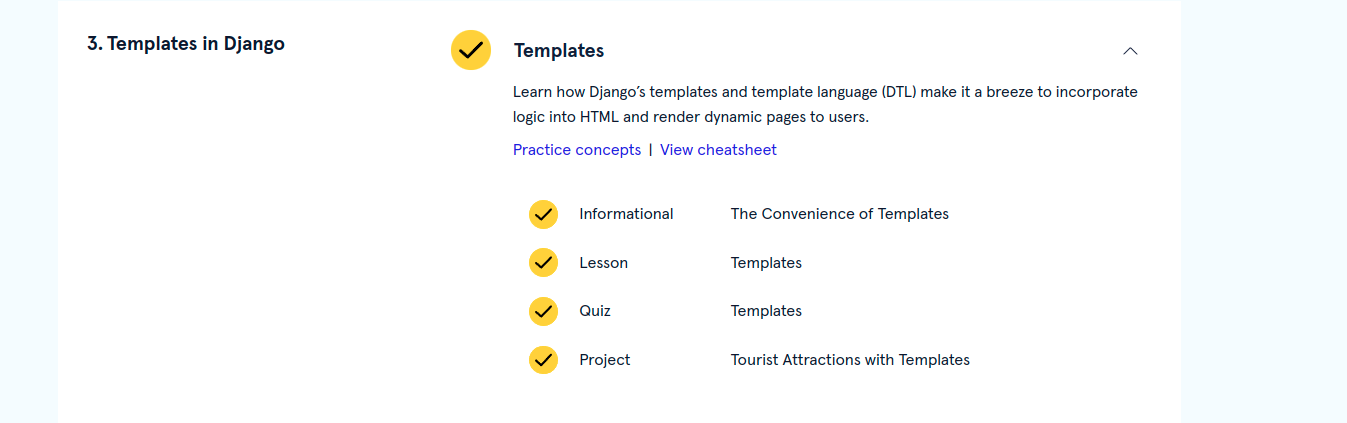 3. Templates in Django
Templates
Learn how Django’s templates and template language (DTL) make it a breeze to incorporate
logic into HTML and render dynamic pages to users.
Practice concepts | View cheatsheet
Informational The Convenience of Templates
Lesson Templates
Quiz Templates
Project Tourist Attractions with Templates